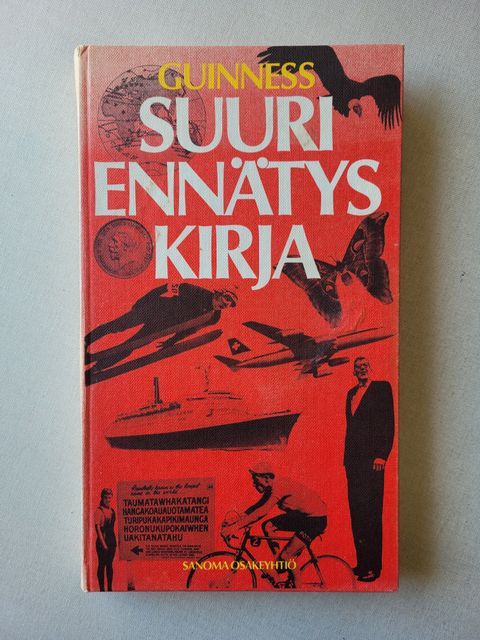 GUINNESS
SUURI
ENNÄTYS
KIRJA
TAUMATAWHAKATANGI
HANGAKOAUAUOTAMATEA
TURIPUKAKAPIKIMAUNGA
HORONUKUPOKAIWHEN
UAKITANATAHU
SANOMA OSAKEYHTIÖ